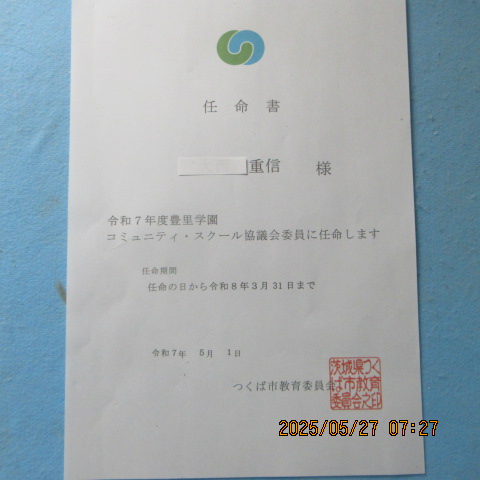 任命書
重信 様
令和7年度豊里学園
コミュニティ・スクール協議会委員に任命します
任命期間
任命の日から令和8年3月31日まで
令和7年 5月 1日
つくば市教育委員会
茨城県つく
ば市教育
委員会之印
2025/05/27 07:27